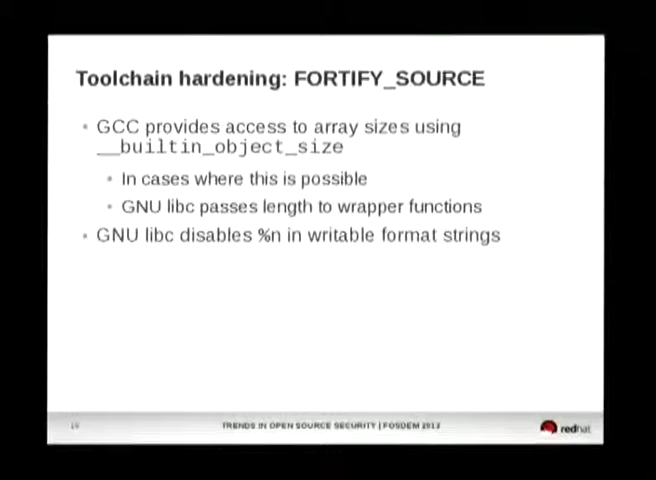 Toolchain hardening: FORTIFY_SOURCE
• GCC provides access to array sizes using
__builtin_object_size
• In cases where this is possible
• GNU libc passes length to wrapper functions
• GNU libc disables %n in writable format strings
TRENDS IN OPEN SOURCE SECURITY | FOSDEM 2013
redhat